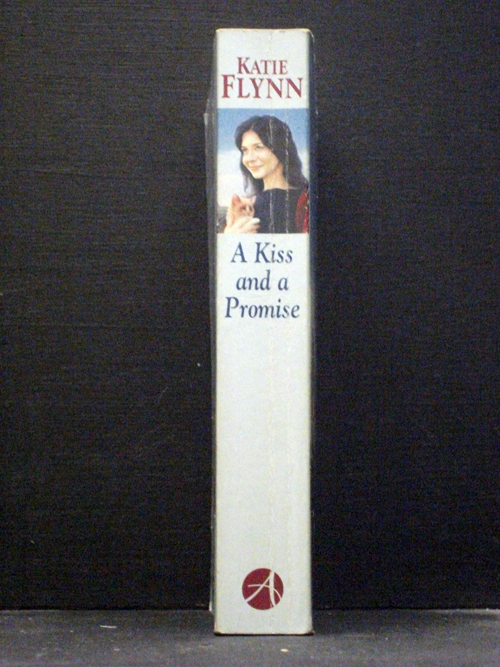 KATIE
FLYNN
A Kiss
and a
Promise
A